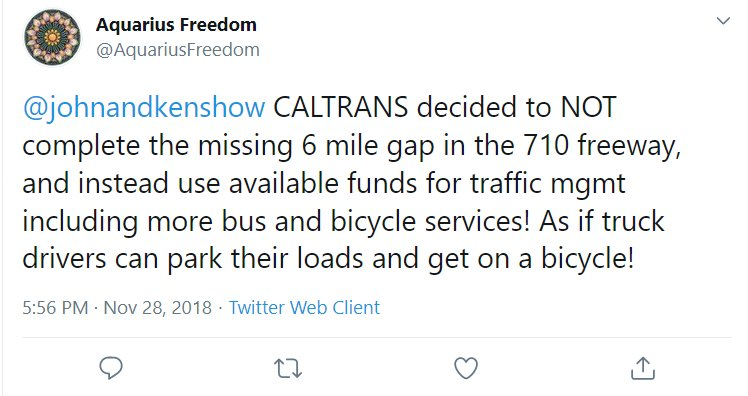 Aquarius Freedom
@AquariusFreedom
@johnandkenshow CALTRANS decided to NOT
complete the missing 6 mile gap in the 710 freeway,
and instead use available funds for traffic mgmt
including more bus and bicycle services! As if truck
drivers can park their loads and get on a bicycle!
5:56 PM · Nov 28, 2018 · Twitter Web Client